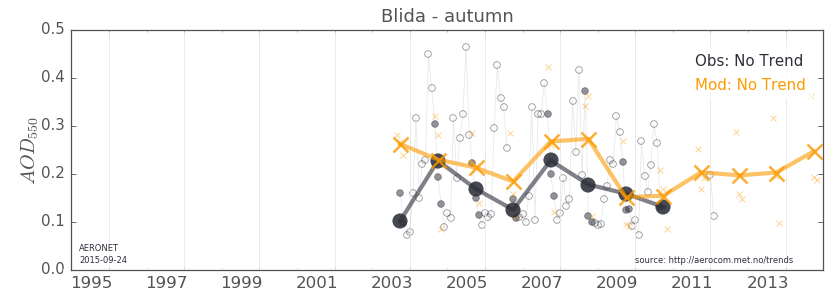 Blida - autumn
0.5
0.4
0.3
0.2
0.1
0.0
AOD550
Obs: No Trend
Mod: No Trend
AERONET
2015-09-24
source: http://aerocom.met.no/trends
1995 1997 1999 2001 2003 2005 2007 2009 2011 2013